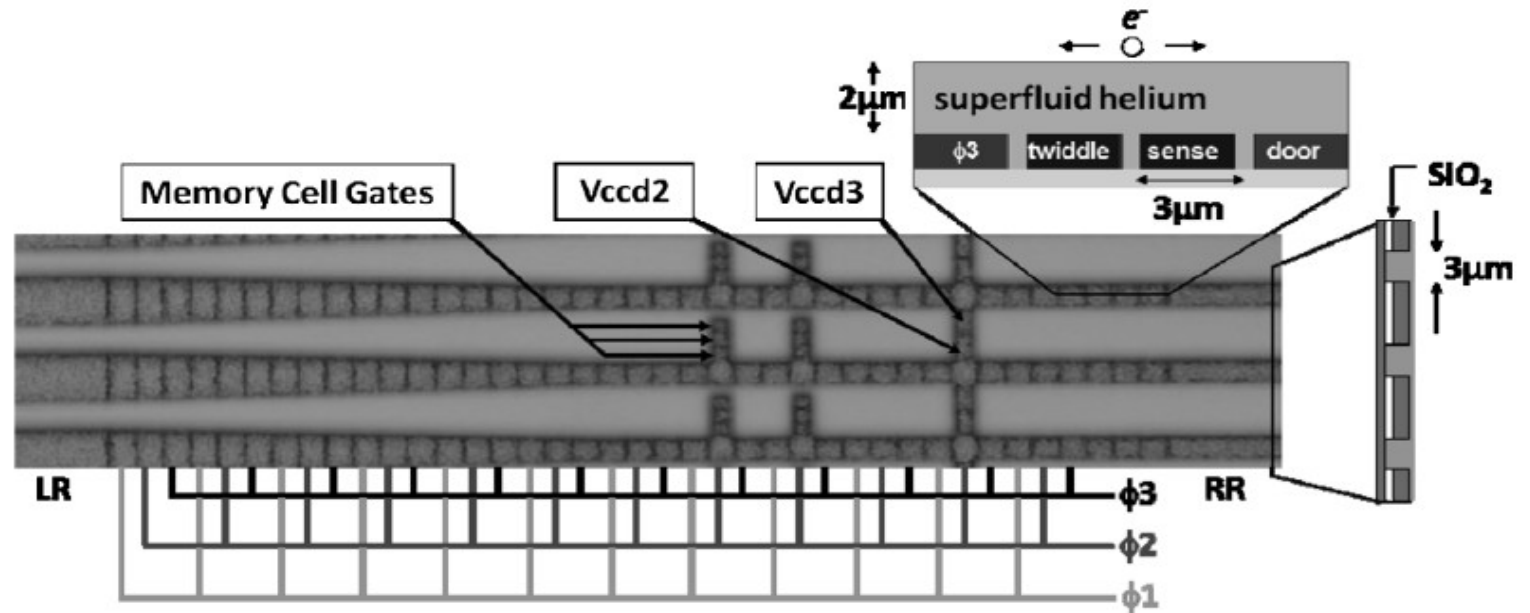 e⁻
2μm
superfluid helium
ϕ3 twiddle sense door
3μm
SIO₂
3μm
Memory Cell Gates
Vccd2
Vccd3
LR
RR
ϕ3
ϕ2
ϕ1